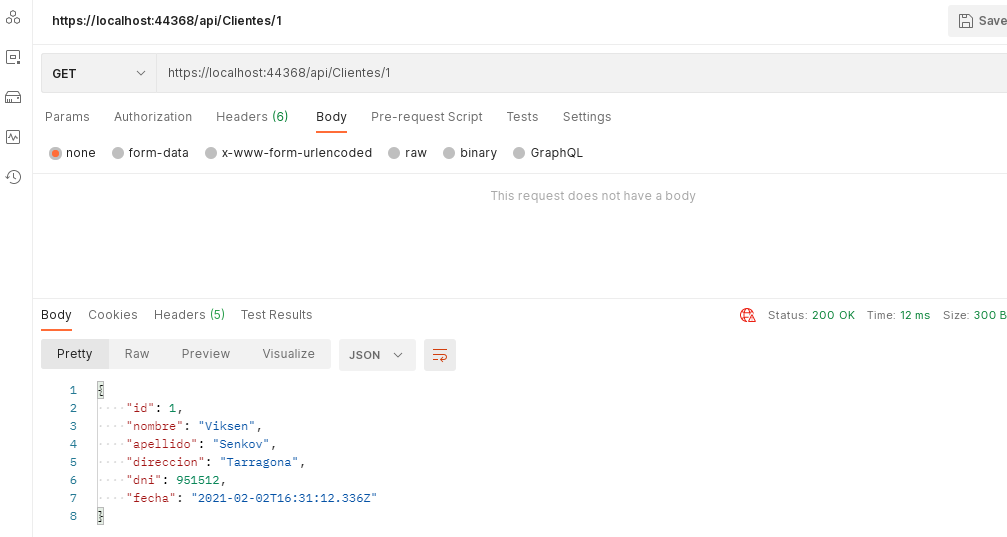 https://localhost:44368/api/Clientes/1
Save
GET https://localhost:44368/api/Clientes/1
Params Authorization Headers (6) Body Pre-request Script Tests Settings
none form-data x-www-form-urlencoded raw binary GraphQL
This request does not have a body
Body Cookies Headers (5) Test Results Status: 200 OK Time: 12 ms Size: 300 B
Pretty Raw Preview Visualize JSON
1 {
2 ····"id": 1,
3 ····"nombre": "Viksen",
4 ····"apellido": "Senkov",
5 ····"direccion": "Tarragona",
6 ····"dni": 951512,
7 ····"fecha": "2021-02-02T16:31:12.336Z"
8 }